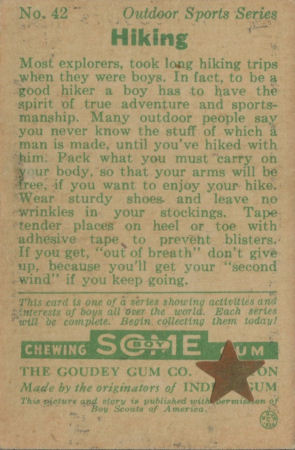 No. 42 Outdoor Sports Series
Hiking
Most explorers, took long hiking trips
when they were boys. In fact, to be a
good hiker a boy has to have the
spirit of true adventure and sports-
manship. Many outdoor people say
you never know the stuff of which a
man is made, until you've hiked with
him. Pack what you must carry on
your body, so that your arms will be
free, if you want to enjoy your hike.
Wear sturdy shoes and leave no
wrinkles in your stockings. Tape
tender places on heel or toe with
adhesive tape to prevent blisters.
If you get, "out of breath" don't give
up, because you'll get your "second
wind" if you keep going.
This card is one of a series showing activities and
interests of boys all over the world. Each series
will be complete. Begin collecting them today!
CHEWING SOME BOY GUM
THE GOUDEY GUM CO. ON
Made by the originators of IND GUM
This picture and story is published with permission of
Boy Scouts of America.